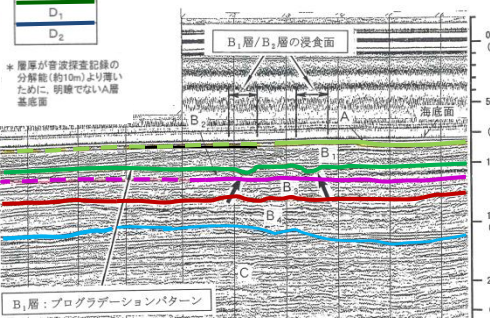 D₁
D₂
* 層厚が音波探査記録の
分解能(約10m)より薄い
ために、明瞭でないA層
基底面
B₁層/B₂層の浸食面
A
海底面
B₂
B₁
B₃
B₄
C
B₁層：プログラデーションパターン